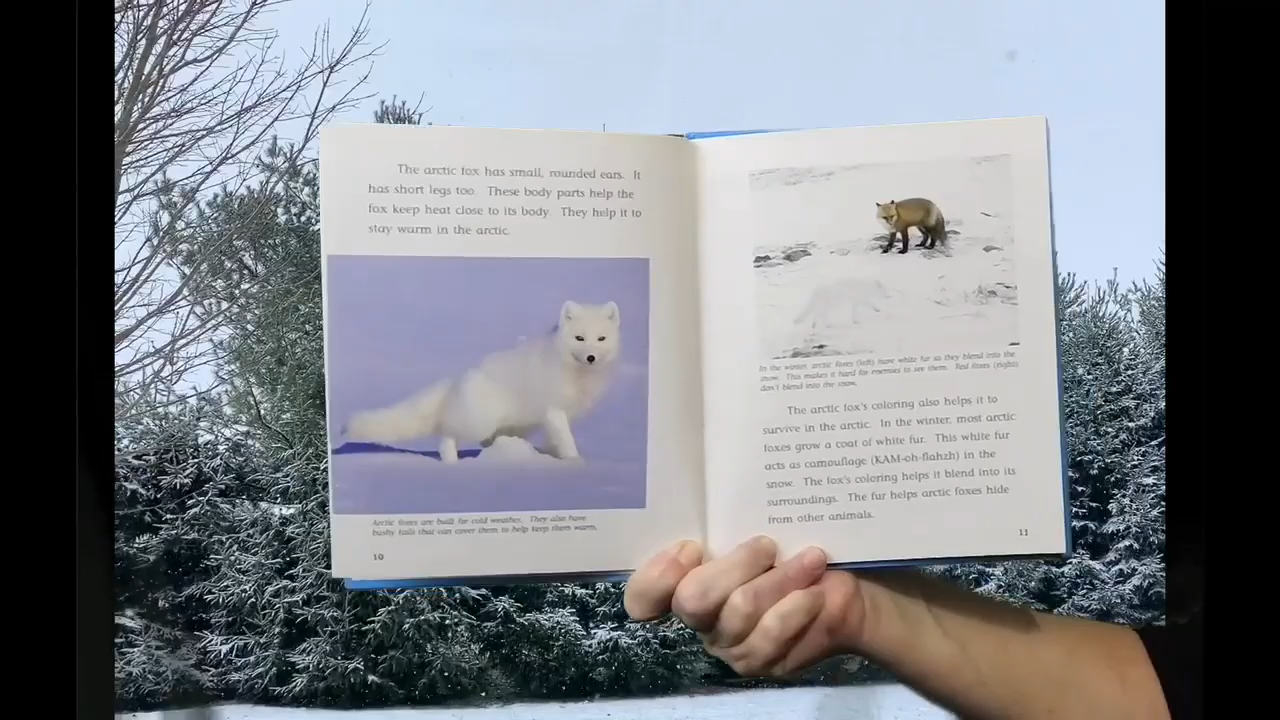 The arctic fox has small, rounded ears. It
has short legs too. These body parts help the
fox keep heat close to its body. They help it to
stay warm in the arctic.
Arctic foxes are built for cold weather. They also have
bushy tails that can cover them to help keep them warm.
10
In the winter, arctic foxes (left) have white fur so they blend into the
snow. This makes it hard for enemies to see them. Red foxes (right)
don't blend into the snow.
The arctic fox's coloring also helps it to
survive in the arctic. In the winter, most arctic
foxes grow a coat of white fur. This white fur
acts as camouflage (KAM-oh-flahzh) in the
snow. The fox's coloring helps it blend into its
surroundings. The fur helps arctic foxes hide
from other animals.
11